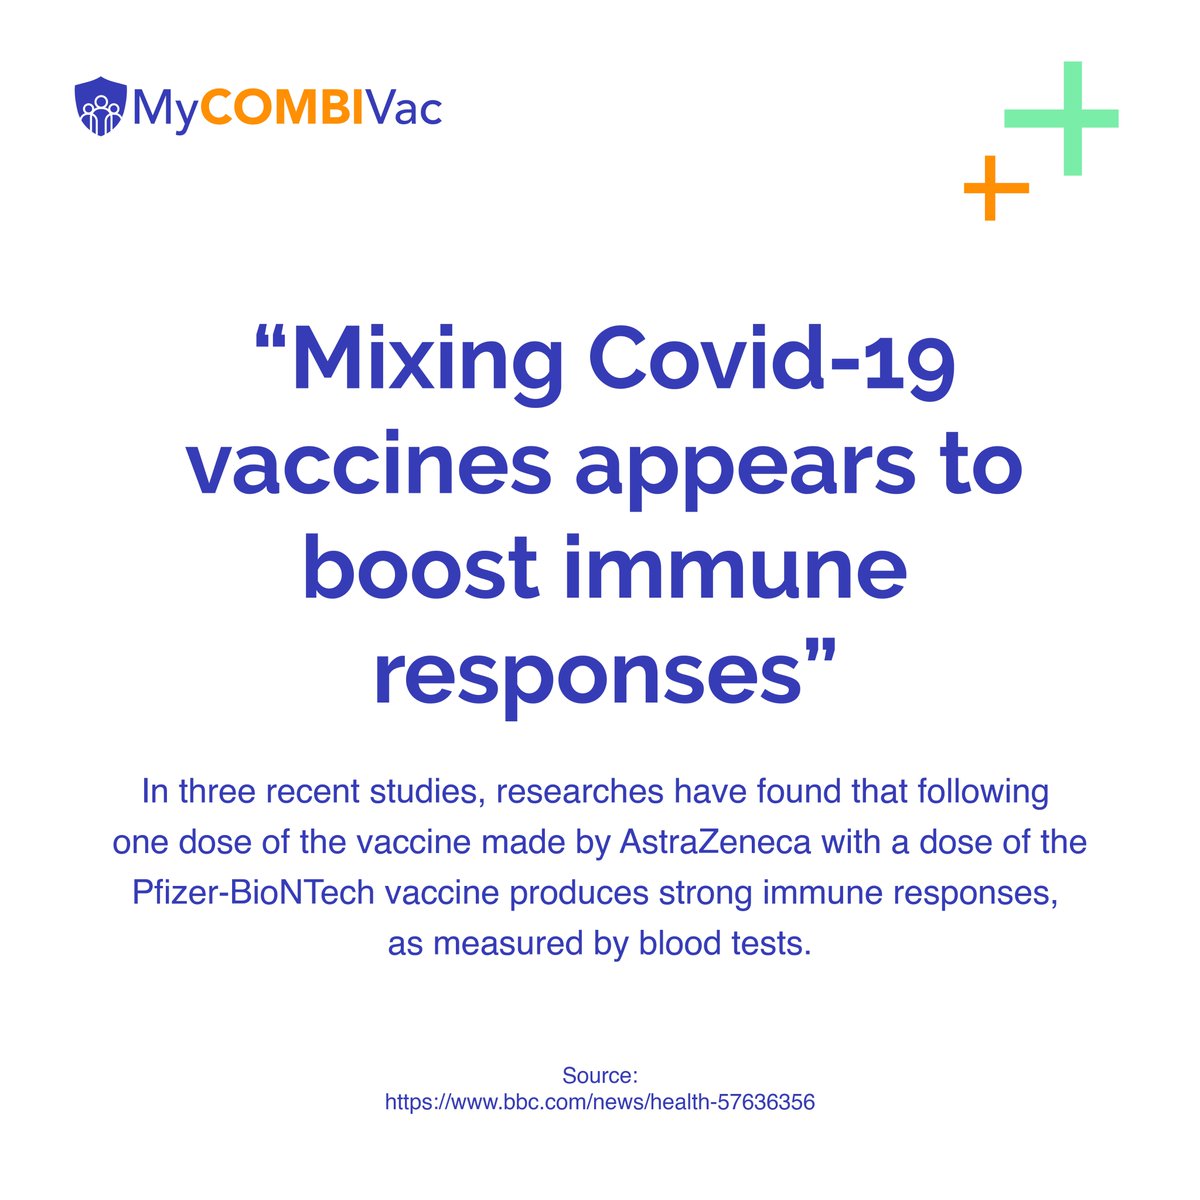 MyCOMBIVac
“Mixing Covid-19
vaccines appears to
boost immune
responses”
In three recent studies, researches have found that following
one dose of the vaccine made by AstraZeneca with a dose of the
Pfizer-BioNTech vaccine produces strong immune responses,
as measured by blood tests.
Source:
https://www.bbc.com/news/health-57636356